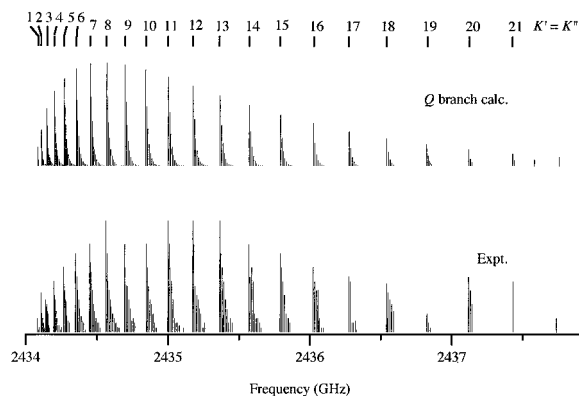 1 2 3 4 5 6 7 8 9 10 11 12 13 14 15 16 17 18 19 20 21 K' = K"
Q branch calc.
Expt.
2434 2435 2436 2437
Frequency (GHz)